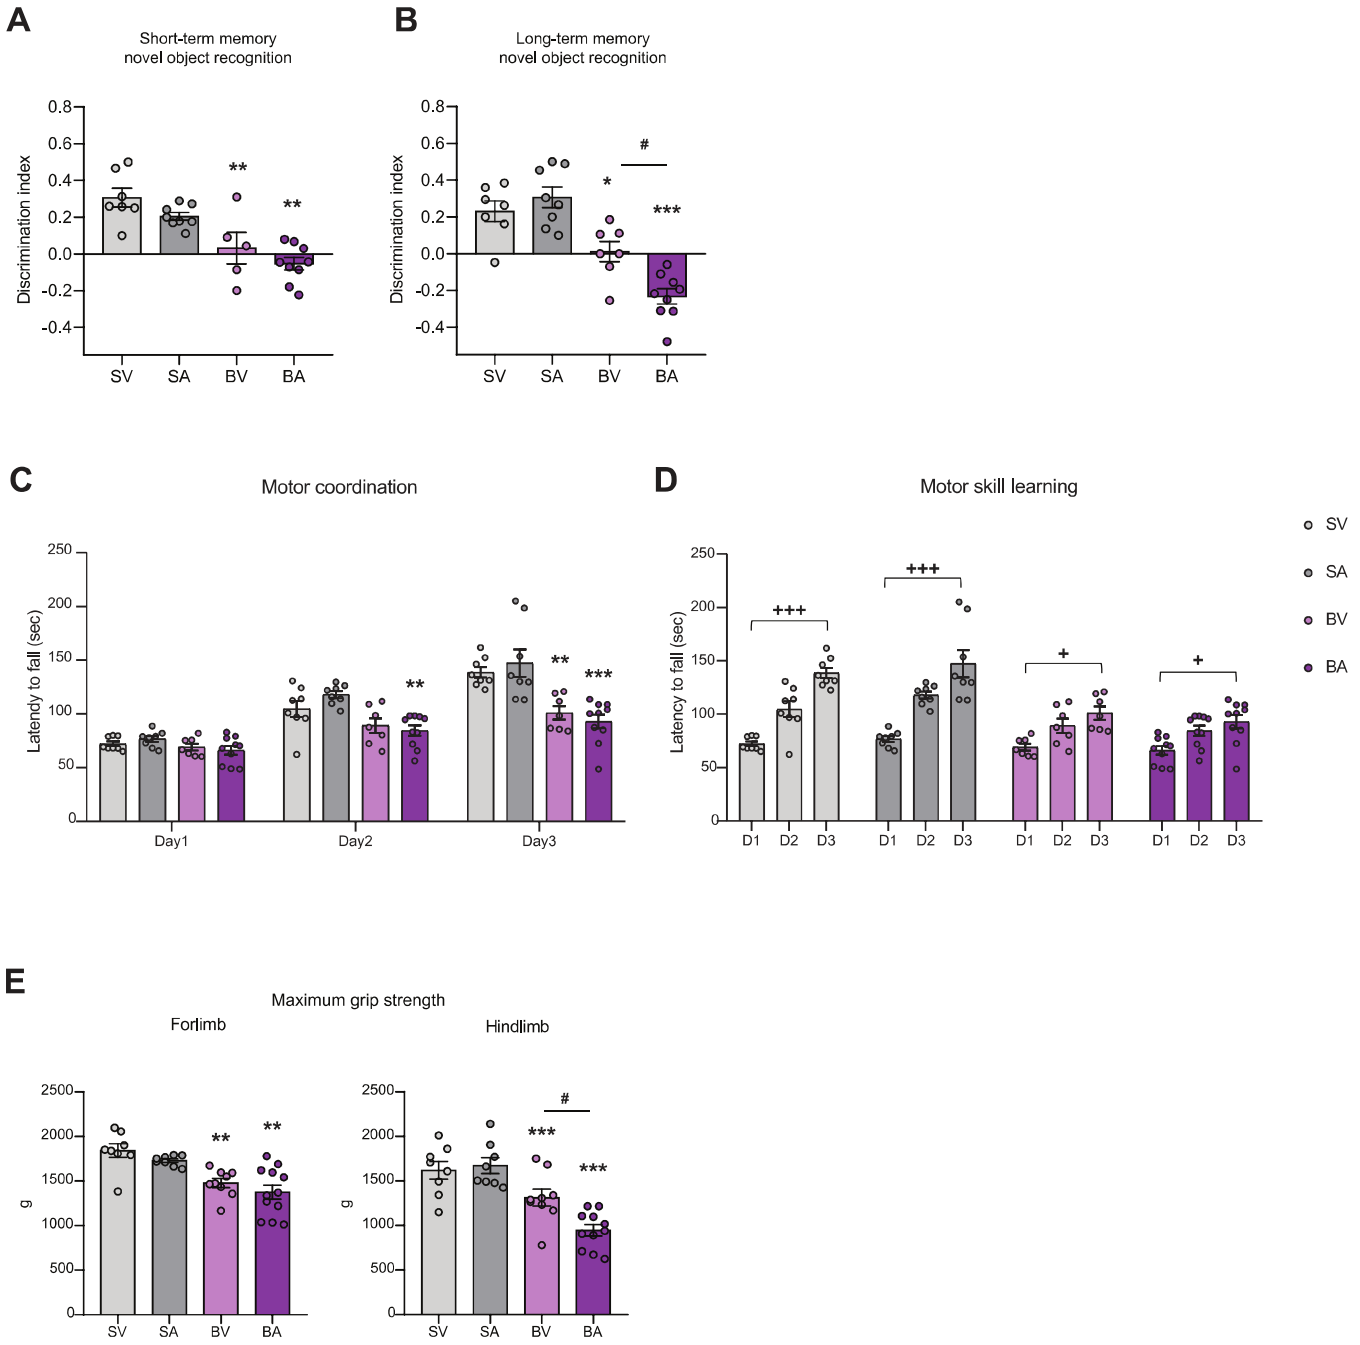 A
Short-term memory
novel object recognition
Discrimination index
0.8
0.6
0.4
0.2
0.0
-0.2
-0.4
**
**
SV SA BV BA
B
Long-term memory
novel object recognition
Discrimination index
0.8
0.6
0.4
0.2
0.0
-0.2
-0.4
*
#
***
SV SA BV BA
C
Motor coordination
Latendy to fall (sec)
250
200
150
100
50
0
**
**
***
Day1 Day2 Day3
D
Motor skill learning
Latency to fall (sec)
250
200
150
100
50
0
+++
+++
+
+
D1 D2 D3 D1 D2 D3 D1 D2 D3 D1 D2 D3
SV
SA
BV
BA
E
Maximum grip strength
Forlimb
g
2500
2000
1500
1000
500
0
**
**
SV SA BV BA
Hindlimb
g
2500
2000
1500
1000
500
0
#
***
***
SV SA BV BA